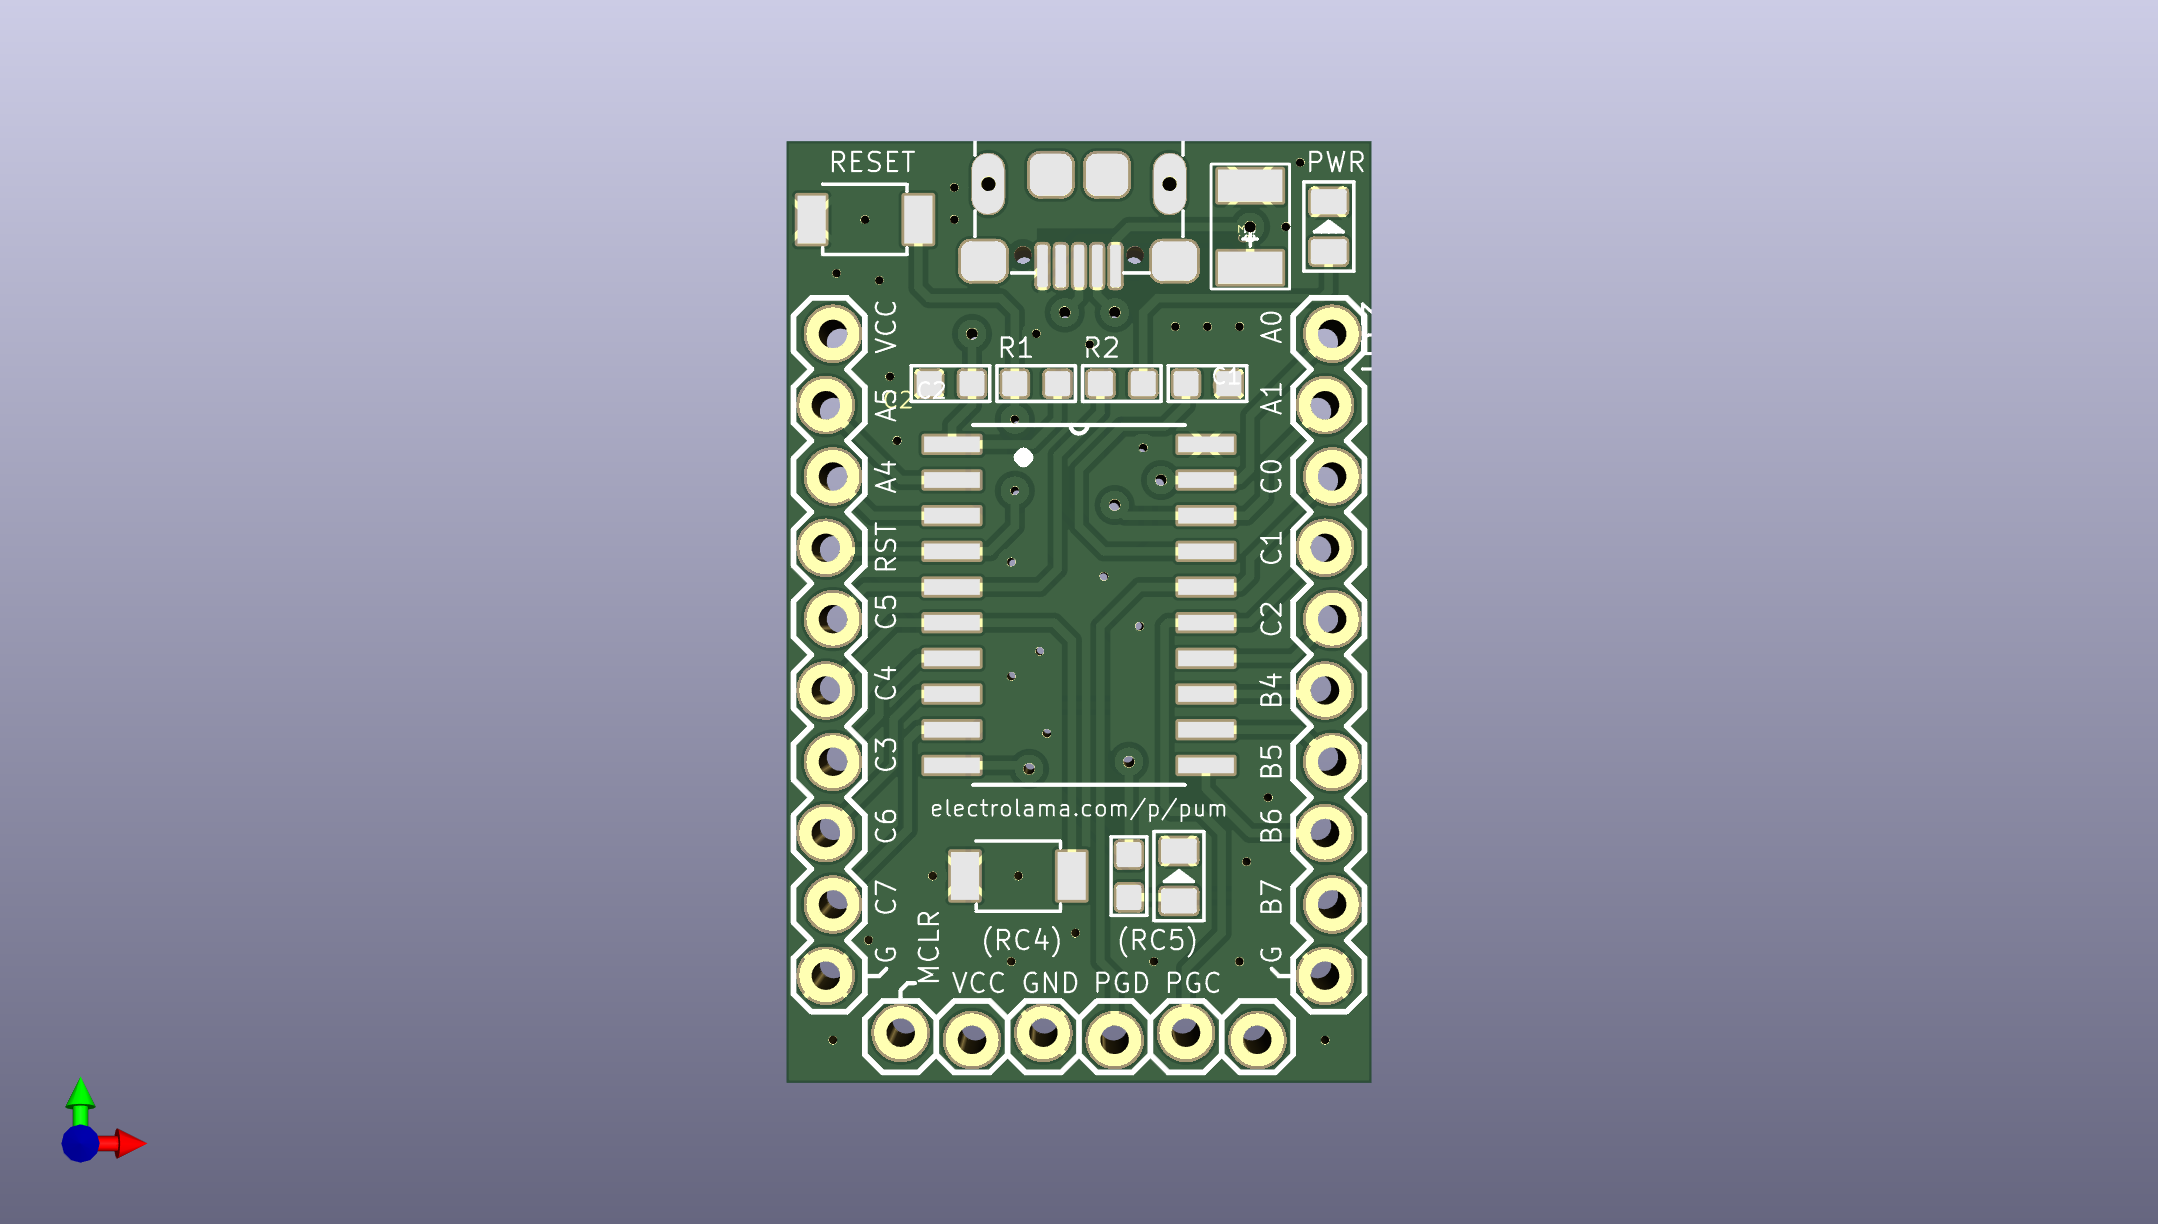 RESET
PWR
VCC
A0
R1 R2
C2
C1
C2
A5
A1
A4
C0
RST
C1
C5
C2
C4
B4
C3
B5
electrolama.com/p/pum
C6
B6
C7
B7
MCLR
(RC4)
(RC5)
G
G
VCC GND PGD PGC